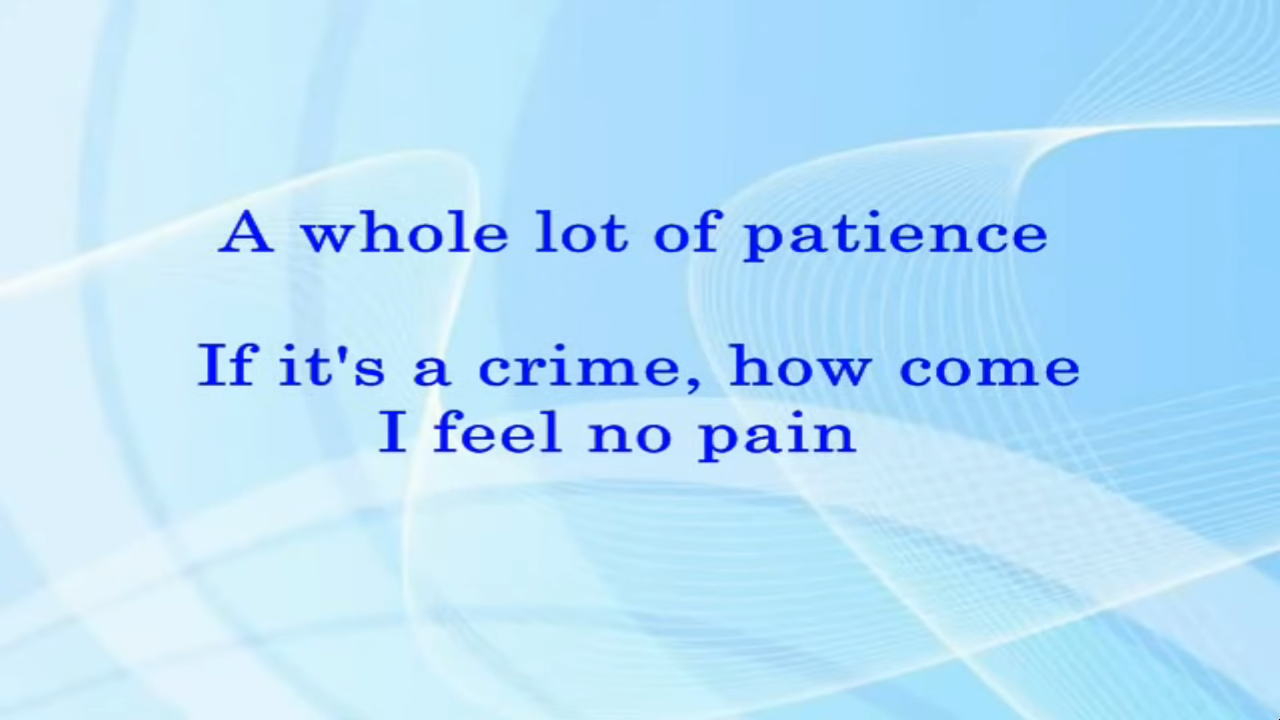 A whole lot of patience
If it's a crime, how come
I feel no pain